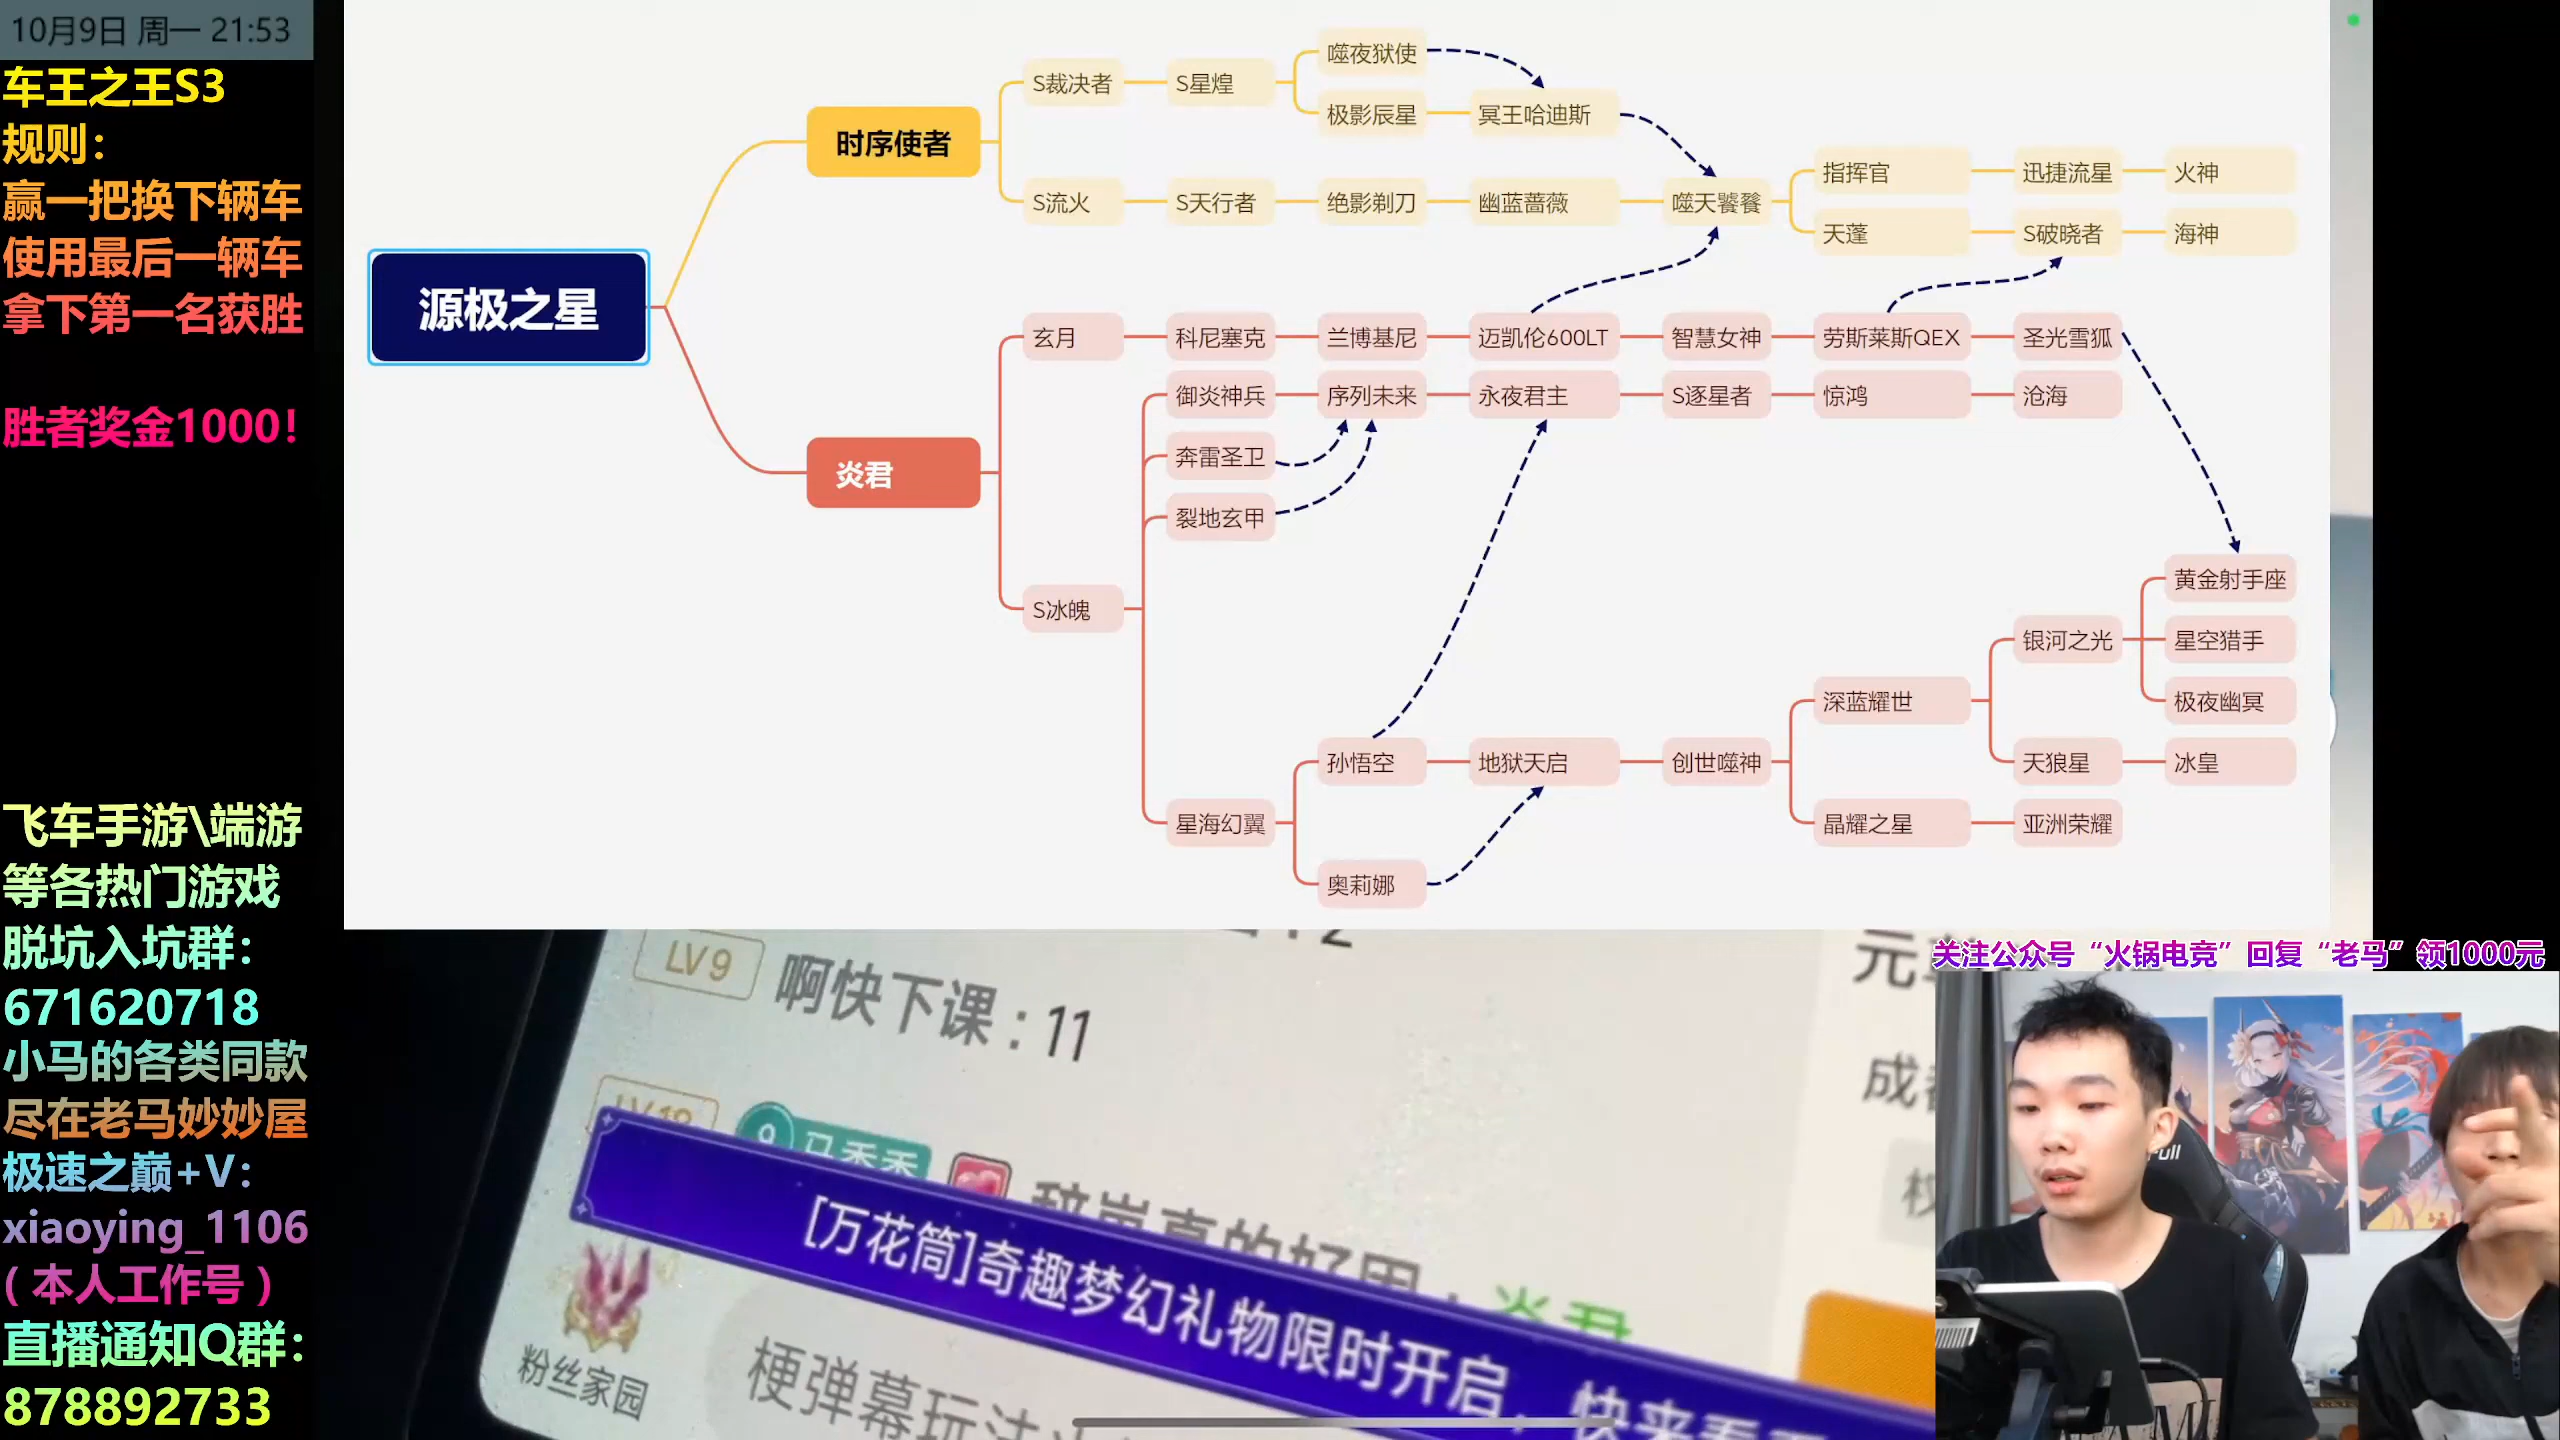 10月9日 周一 21:53
车王之王S3
规则：
赢一把换下辆车
使用最后一辆车
拿下第一名获胜
胜者奖金1000！
飞车手游\端游
等各热门游戏
脱坑入坑群：
671620718
小马的各类同款
尽在老马妙妙屋
极速之巅+V：
xiaoying_1106
（本人工作号）
直播通知Q群：
878892733
源极之星
时序使者
S裁决者
S星煌
噬夜狱使
极影辰星
冥王哈迪斯
S流火
S天行者
绝影剃刀
幽蓝蔷薇
噬天饕餮
指挥官
迅捷流星
火神
天蓬
S破晓者
海神
炎君
玄月
科尼塞克
兰博基尼
迈凯伦600LT
智慧女神
劳斯莱斯QEX
圣光雪狐
御炎神兵
序列未来
永夜君主
S逐星者
惊鸿
沧海
奔雷圣卫
裂地玄甲
S冰魄
星海幻翼
孙悟空
地狱天启
创世噬神
深蓝耀世
银河之光
黄金射手座
星空猎手
极夜幽冥
天狼星
冰皇
晶耀之星
亚洲荣耀
奥莉娜
关注公众号“火锅电竞”回复“老马”领1000元
LV9 啊快下课：11
[万花筒]奇趣梦幻礼物限时开启，快来看
粉丝家园
梗弹幕玩法